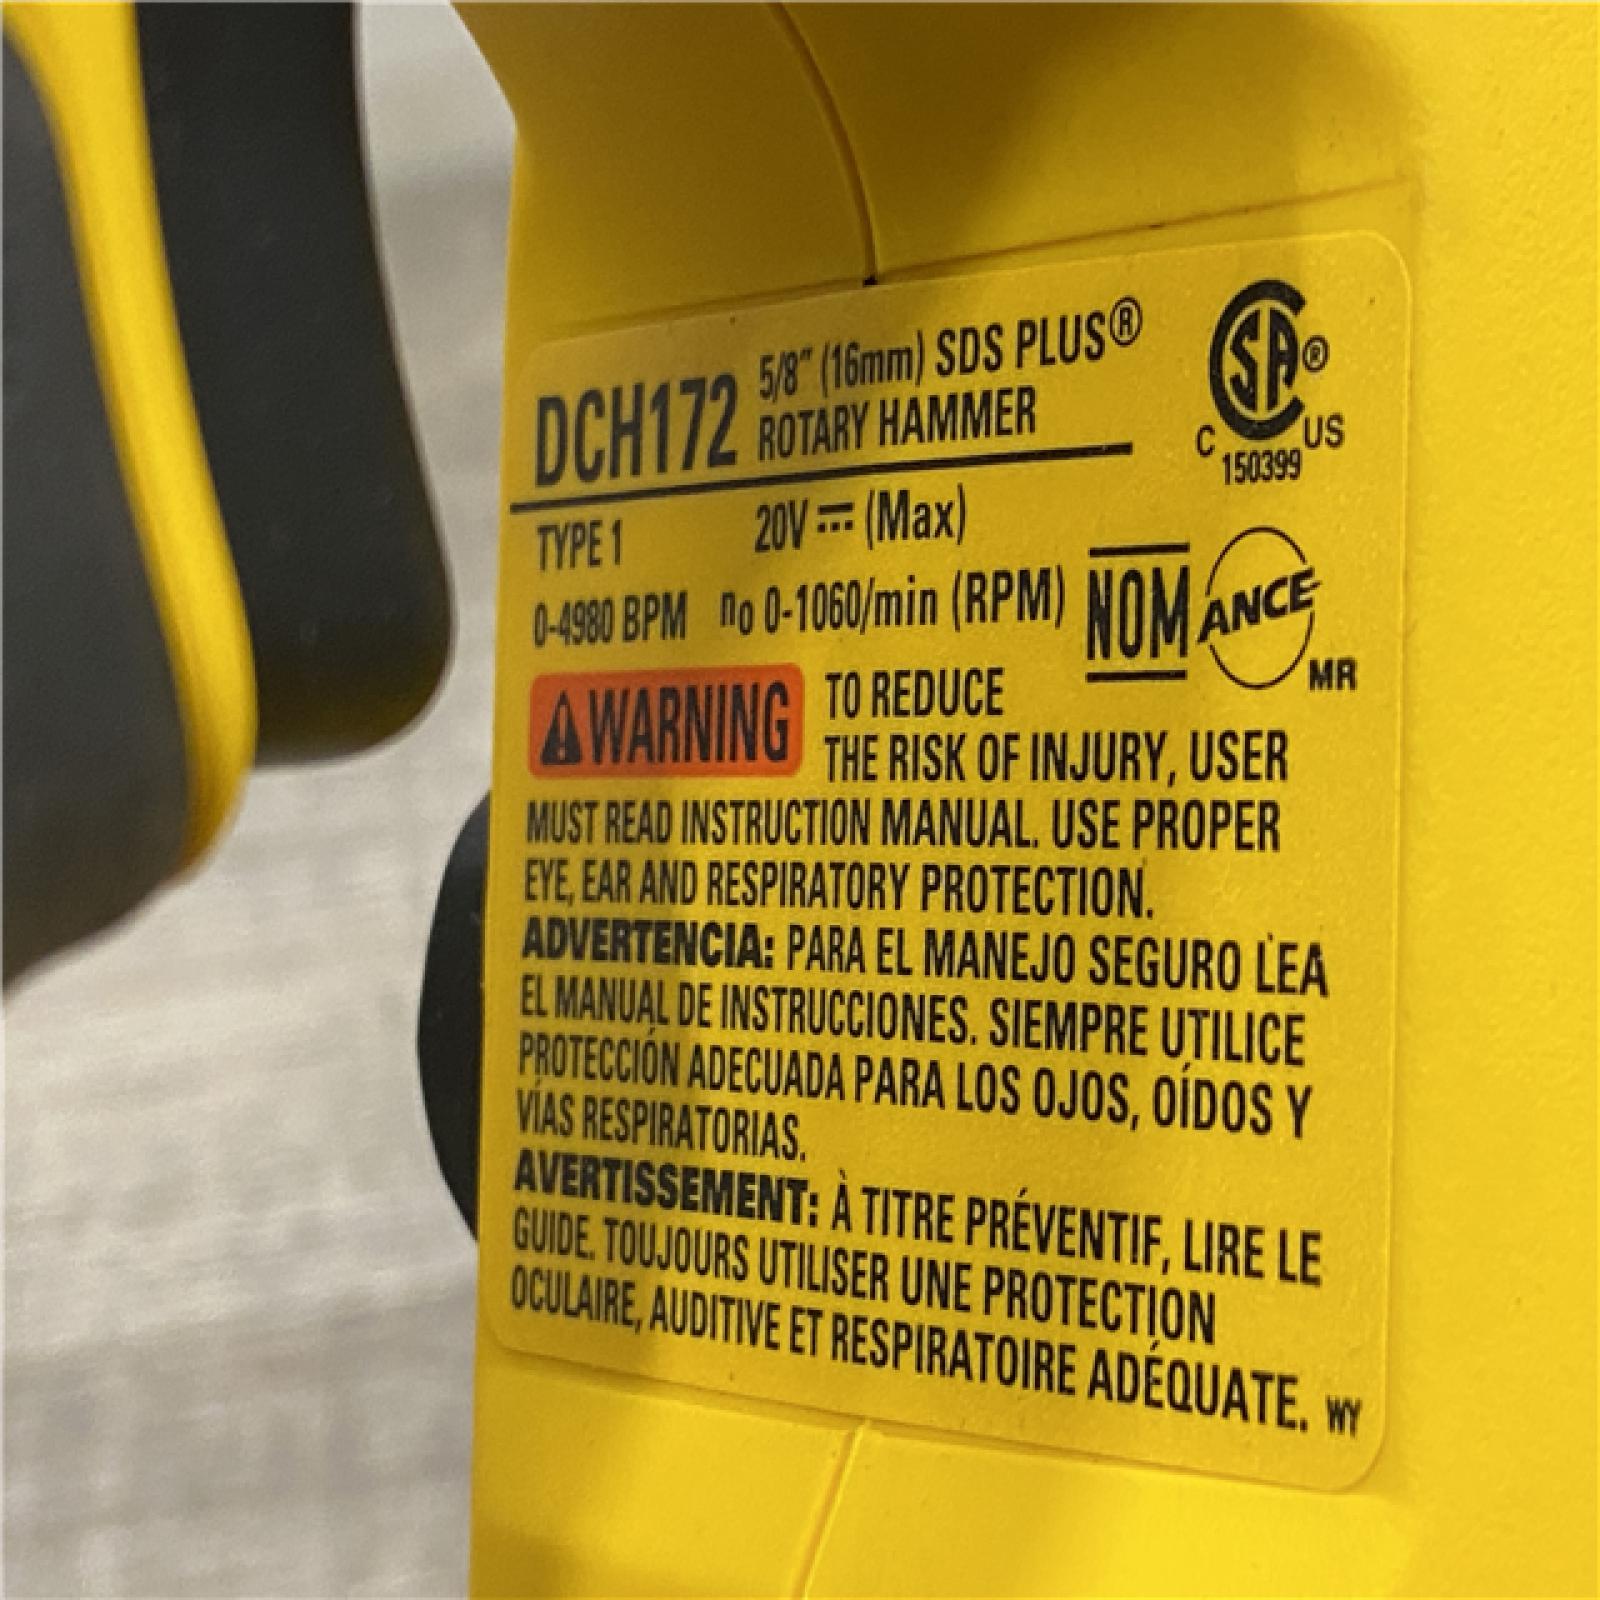 DCH172 5/8" (16mm) SDS PLUS®
ROTARY HAMMER
CSA®
C US
150399
TYPE 1 20V ⎓ (Max)
0-4980 BPM no 0-1060/min (RPM)
NOM ANCE
MR
⚠WARNING TO REDUCE
THE RISK OF INJURY, USER
MUST READ INSTRUCTION MANUAL. USE PROPER
EYE, EAR AND RESPIRATORY PROTECTION.
ADVERTENCIA: PARA EL MANEJO SEGURO LEA
EL MANUAL DE INSTRUCCIONES. SIEMPRE UTILICE
PROTECCIÓN ADECUADA PARA LOS OJOS, OÍDOS Y
VÍAS RESPIRATORIAS.
AVERTISSEMENT: À TITRE PRÉVENTIF, LIRE LE
GUIDE. TOUJOURS UTILISER UNE PROTECTION
OCULAIRE, AUDITIVE ET RESPIRATOIRE ADÉQUATE. WY